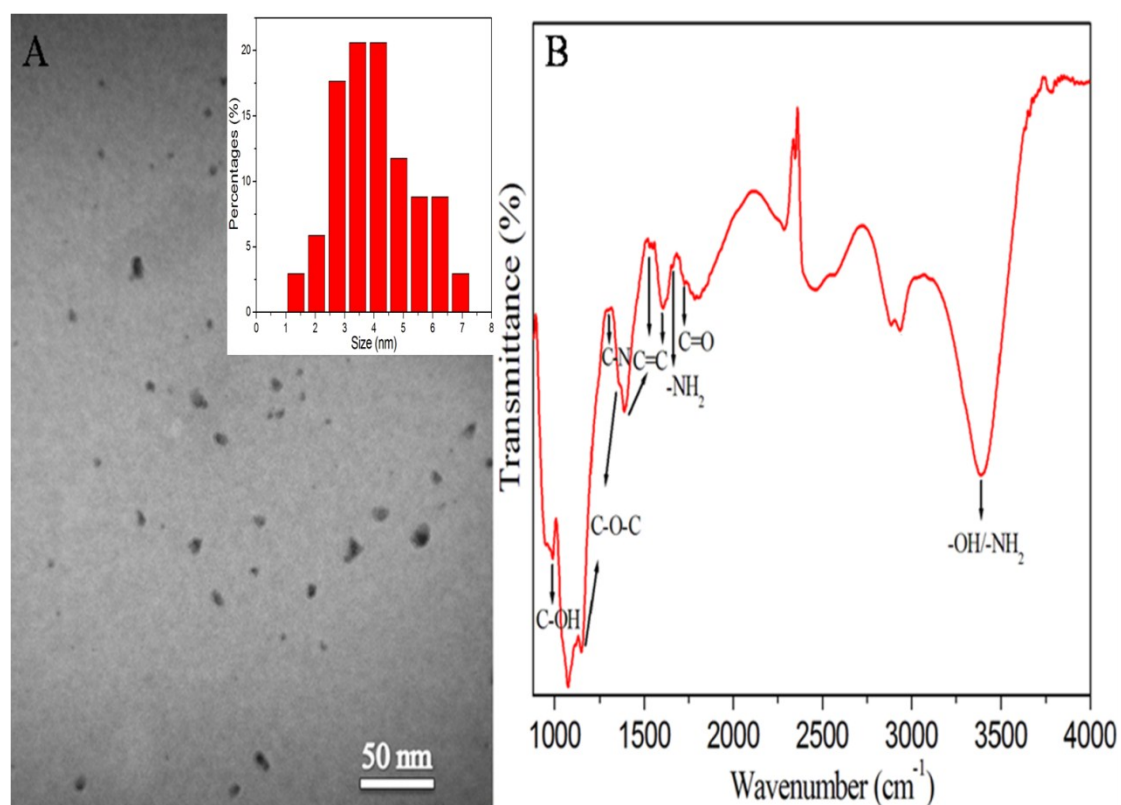 A
20
15
10
5
0
Percentages (%)
0 1 2 3 4 5 6 7 8
Size (nm)
50 nm
B
Transmittance (%)
C-N
C=C
C=O
-NH₂
C-O-C
C-OH
-OH/-NH₂
1000 1500 2000 2500 3000 3500 4000
Wavenumber (cm⁻¹)